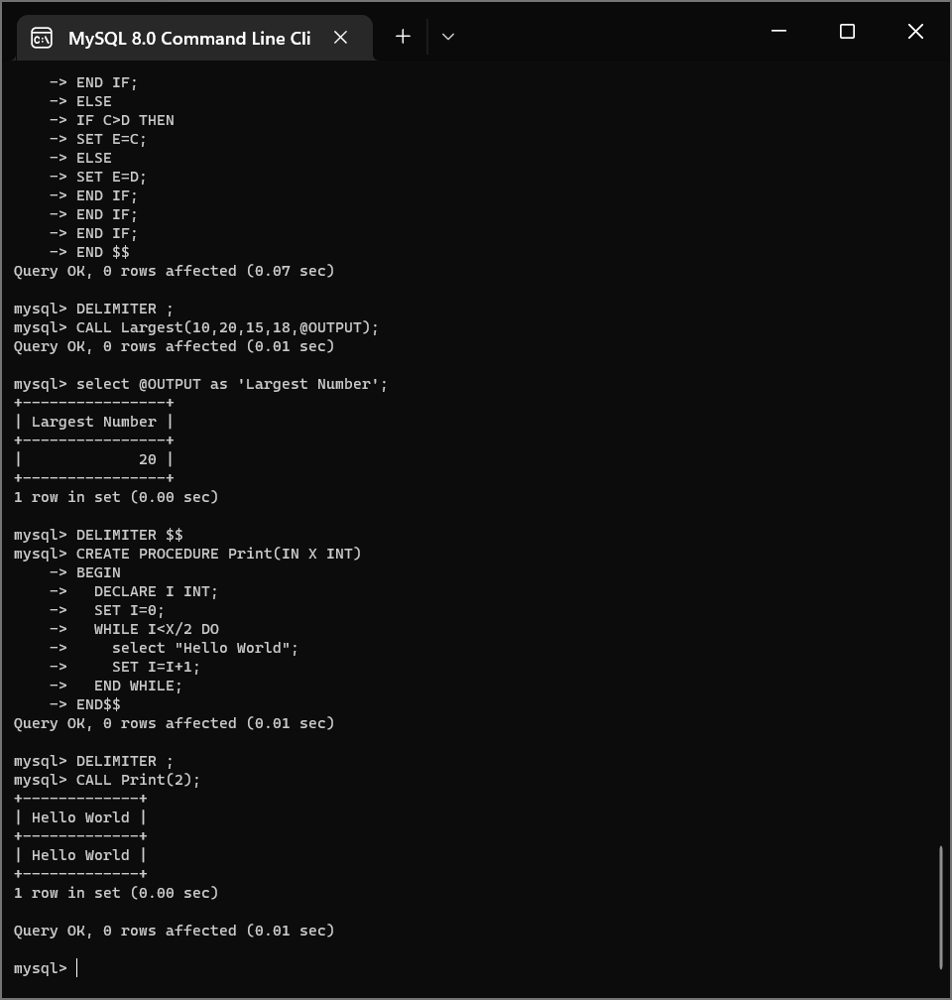 MySQL 8.0 Command Line Cli
    -> END IF;
    -> ELSE
    -> IF C>D THEN
    -> SET E=C;
    -> ELSE
    -> SET E=D;
    -> END IF;
    -> END IF;
    -> END IF;
    -> END $$
Query OK, 0 rows affected (0.07 sec)

mysql> DELIMITER ;
mysql> CALL Largest(10,20,15,18,@OUTPUT);
Query OK, 0 rows affected (0.01 sec)

mysql> select @OUTPUT as 'Largest Number';
+----------------+
| Largest Number |
+----------------+
|             20 |
+----------------+
1 row in set (0.00 sec)

mysql> DELIMITER $$
mysql> CREATE PROCEDURE Print(IN X INT)
    -> BEGIN
    ->   DECLARE I INT;
    ->   SET I=0;
    ->   WHILE I<X/2 DO
    ->     select "Hello World";
    ->     SET I=I+1;
    ->   END WHILE;
    -> END$$
Query OK, 0 rows affected (0.01 sec)

mysql> DELIMITER ;
mysql> CALL Print(2);
+-------------+
| Hello World |
+-------------+
| Hello World |
+-------------+
1 row in set (0.00 sec)

Query OK, 0 rows affected (0.01 sec)

mysql>